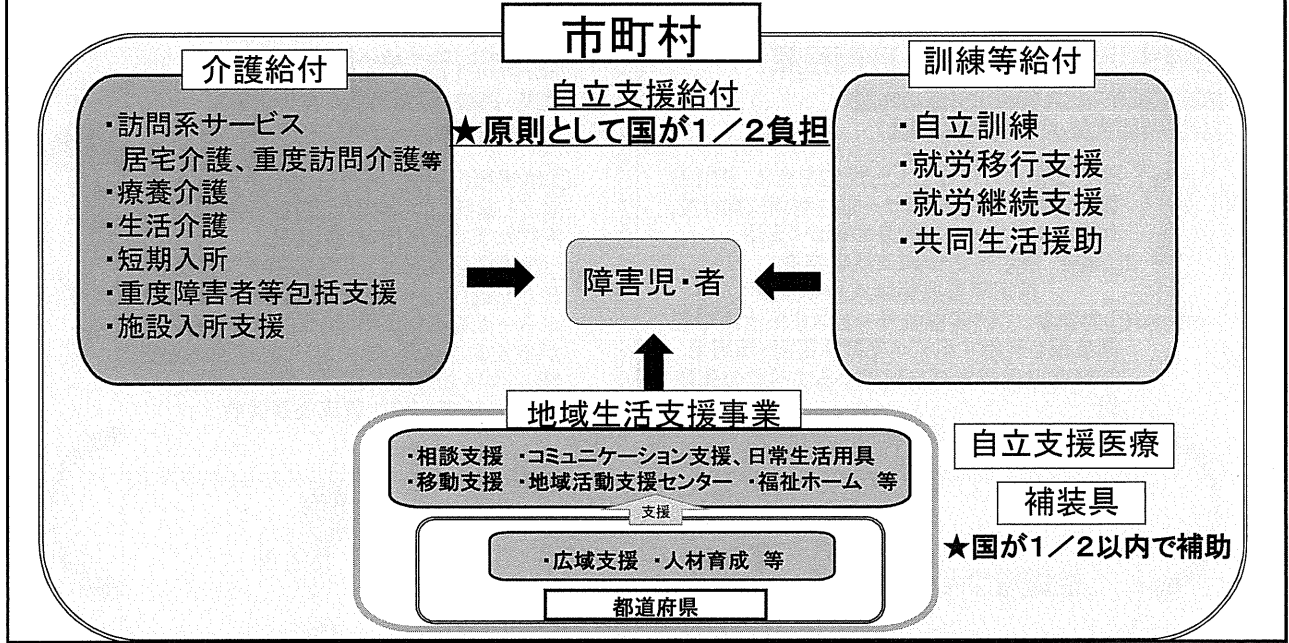 市町村
介護給付
・訪問系サービス
居宅介護、重度訪問介護等
・療養介護
・生活介護
・短期入所
・重度障害者等包括支援
・施設入所支援
自立支援給付
★原則として国が1/2負担
訓練等給付
・自立訓練
・就労移行支援
・就労継続支援
・共同生活援助
障害児・者
地域生活支援事業
・相談支援 ・コミュニケーション支援、日常生活用具
・移動支援 ・地域活動支援センター ・福祉ホーム 等
支援
・広域支援 ・人材育成 等
都道府県
自立支援医療
補装具
★国が1/2以内で補助